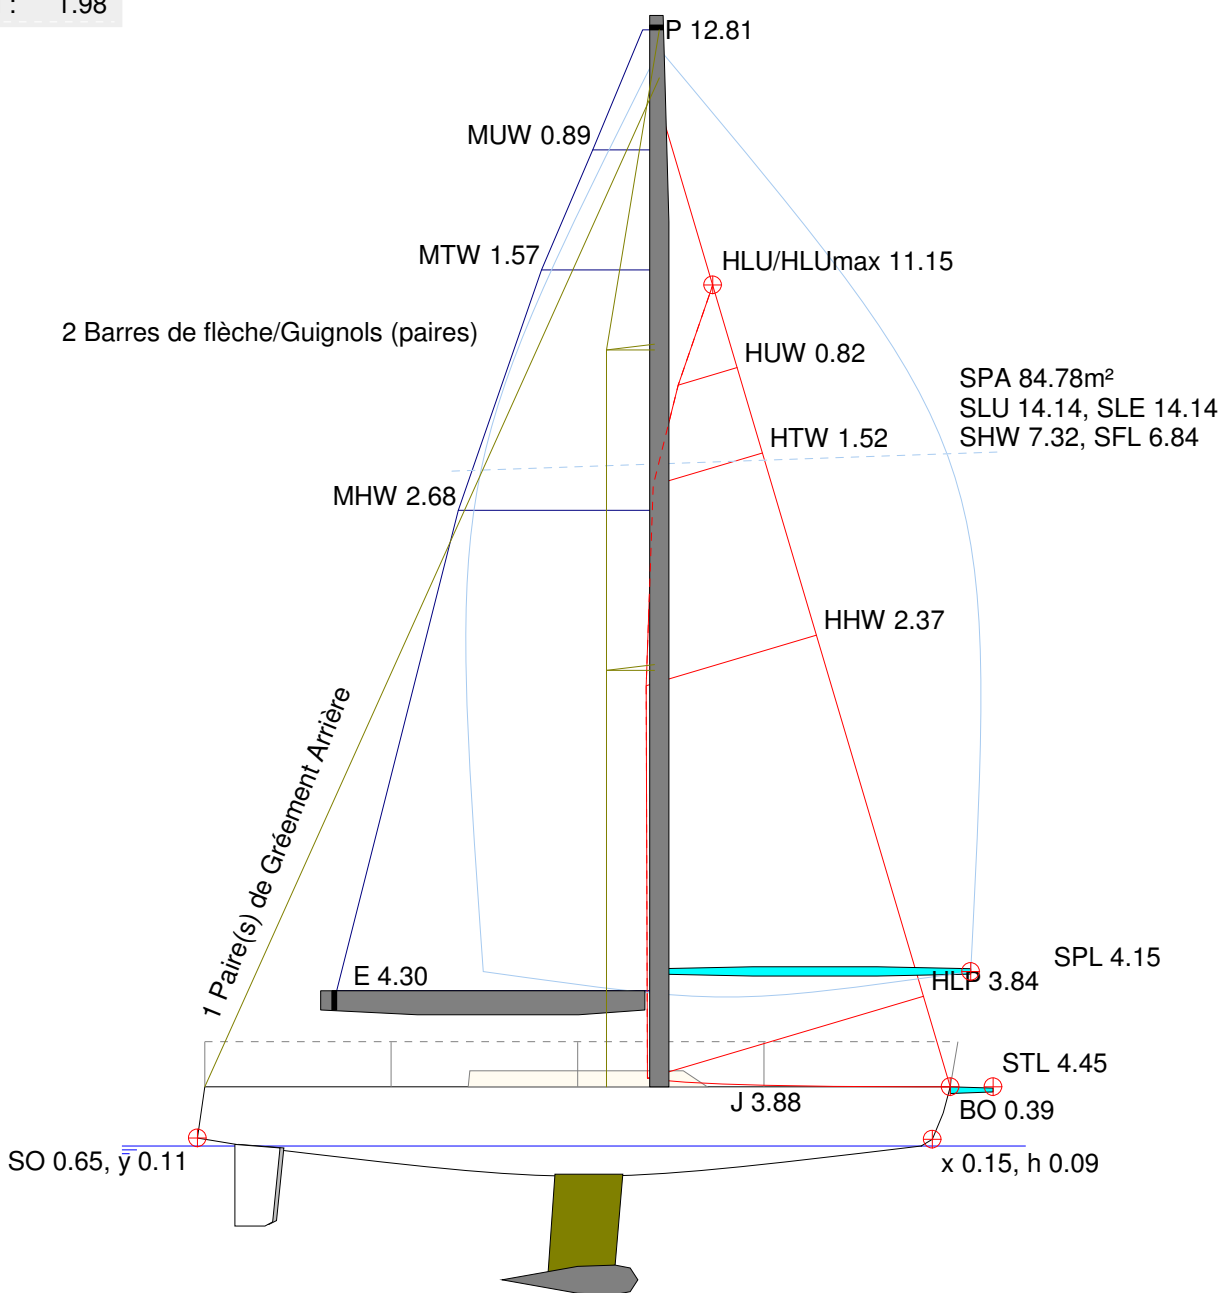 : 1.98
P 12.81
MUW 0.89
MTW 1.57
HLU/HLUmax 11.15
2 Barres de flèche/Guignols (paires)
HUW 0.82
SPA 84.78m²
SLU 14.14, SLE 14.14
SHW 7.32, SFL 6.84
HTW 1.52
MHW 2.68
HHW 2.37
1 Paire(s) de Gréement Arrière
SPL 4.15
E 4.30
HLP 3.84
STL 4.45
J 3.88
BO 0.39
SO 0.65, y 0.11
x 0.15, h 0.09